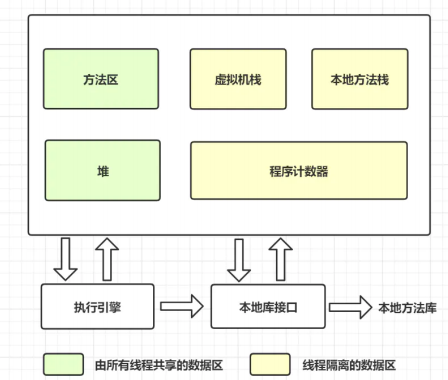 方法区
虚拟机栈
本地方法栈
堆
程序计数器
执行引擎
本地库接口
本地方法库
由所有线程共享的数据区
线程隔离的数据区